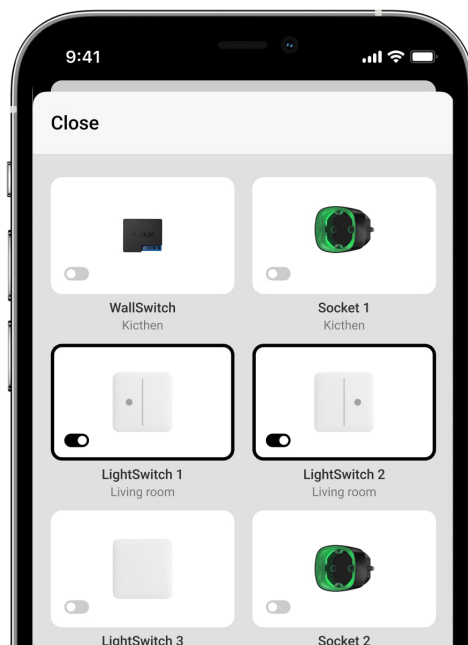 9:41
Close
AJAX
WallSwitch
Kicthen
Socket 1
Kicthen
LightSwitch 1
Living room
LightSwitch 2
Living room
LightSwitch 3
Socket 2